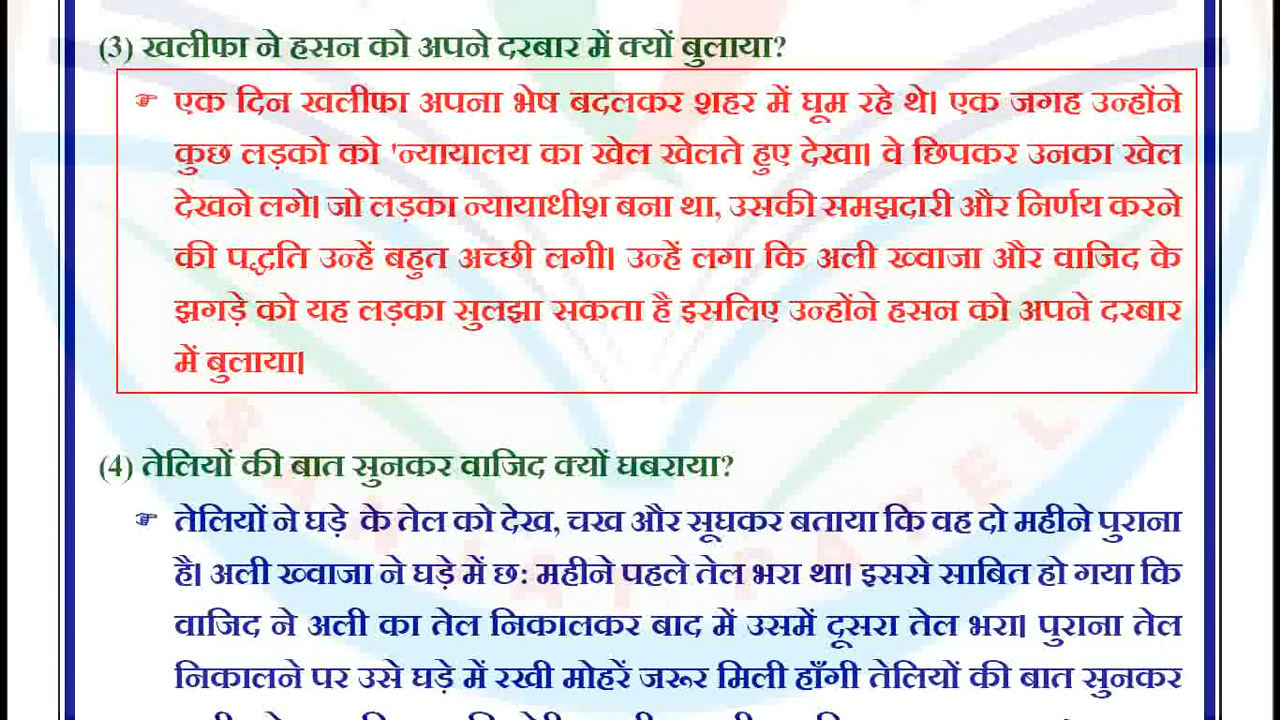 (3) खलीफा ने हसन को अपने दरबार में क्यों बुलाया?
☞ एक दिन खलीफा अपना भेष बदलकर शहर में घूम रहे थे। एक जगह उन्होंने
कुछ लड़को को 'न्यायालय का खेल खेलते हुए देखा। वे छिपकर उनका खेल
देखने लगे। जो लड़का न्यायाधीश बना था, उसकी समझदारी और निर्णय करने
की पद्धति उन्हें बहुत अच्छी लगी। उन्हें लगा कि अली ख्वाजा और वाजिद के
झगड़े को यह लड़का सुलझा सकता है इसलिए उन्होंने हसन को अपने दरबार
में बुलाया।
(4) तेलियों की बात सुनकर वाजिद क्यों घबराया?
☞ तेलियों ने घड़े के तेल को देख, चख और सूघकर बताया कि वह दो महीने पुराना
है। अली ख्वाजा ने घड़े में छ: महीने पहले तेल भरा था। इससे साबित हो गया कि
वाजिद ने अली का तेल निकालकर बाद में उसमें दूसरा तेल भरा। पुराना तेल
निकालने पर उसे घड़े में रखी मोहरें जरूर मिली हाँगी तेलियों की बात सुनकर